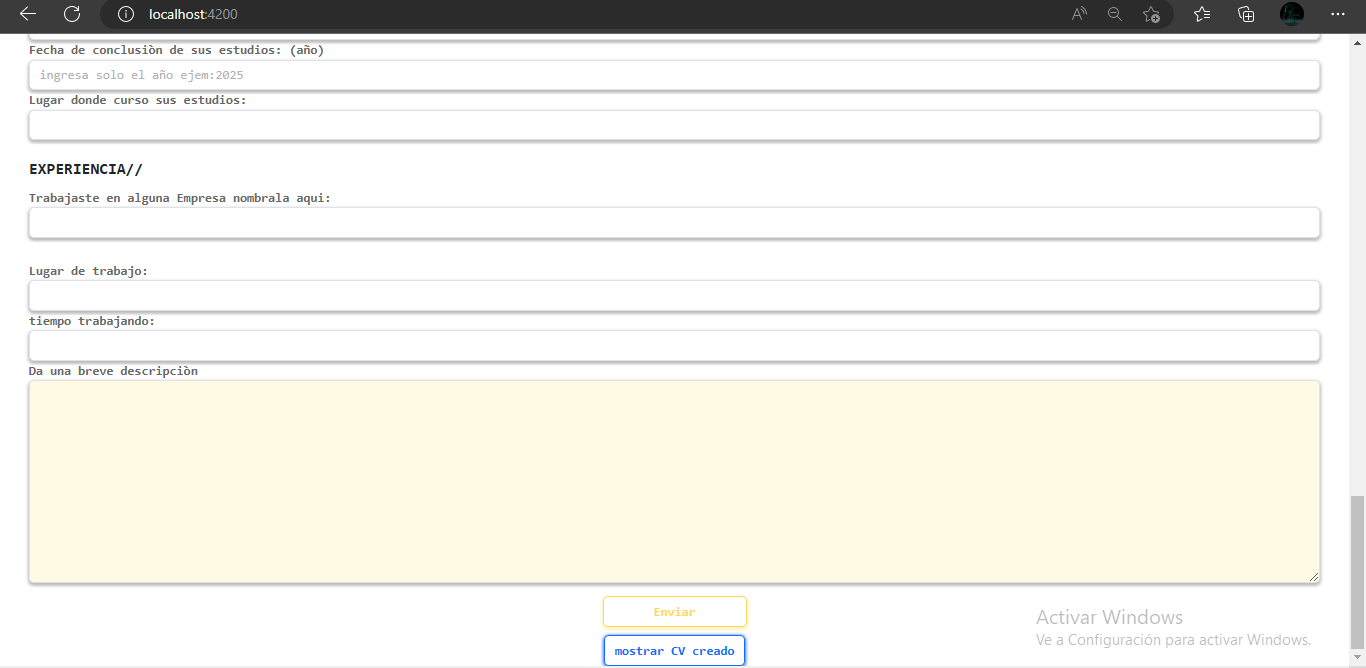 localhost:4200
Fecha de conclusiòn de sus estudios: (año)
ingresa solo el año ejem:2025
Lugar donde curso sus estudios:
EXPERIENCIA//
Trabajaste en alguna Empresa nombrala aqui:
Lugar de trabajo:
tiempo trabajando:
Da una breve descripciòn
Enviar
mostrar CV creado
Activar Windows
Ve a Configuración para activar Windows.